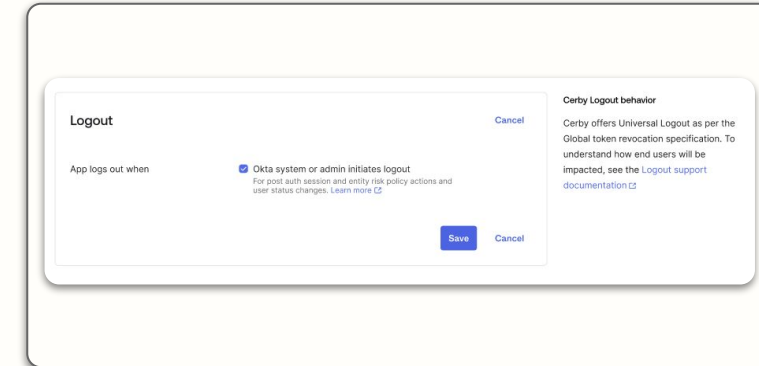 Logout
Cancel
App logs out when
Okta system or admin initiates logout
For post auth session and entity risk policy actions and
user status changes. Learn more
Save
Cancel
Cerby Logout behavior
Cerby offers Universal Logout as per the
Global token revocation specification. To
understand how end users will be
impacted, see the Logout support
documentation